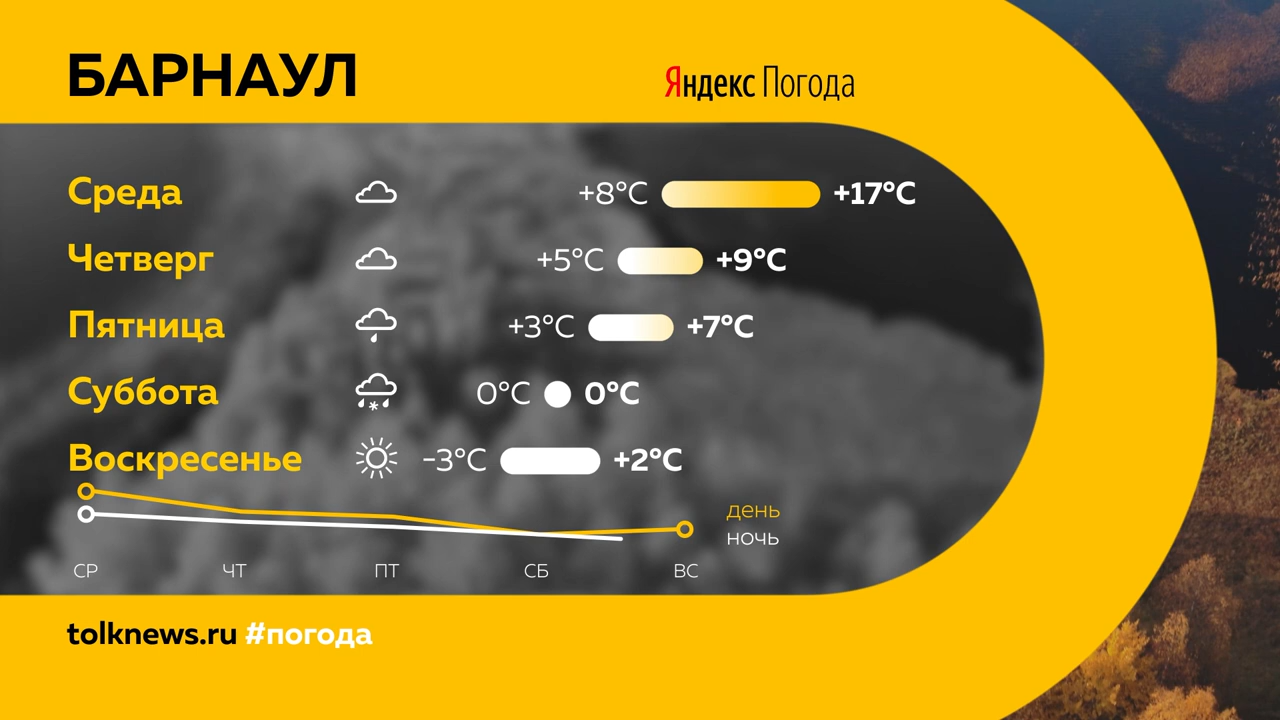 БАРНАУЛ
Яндекс Погода
Среда +8°C +17°C
Четверг +5°C +9°C
Пятница +3°C +7°C
Суббота 0°C 0°C
Воскресенье -3°C +2°C
день
ночь
СР ЧТ ПТ СБ ВС
tolknews.ru #погода